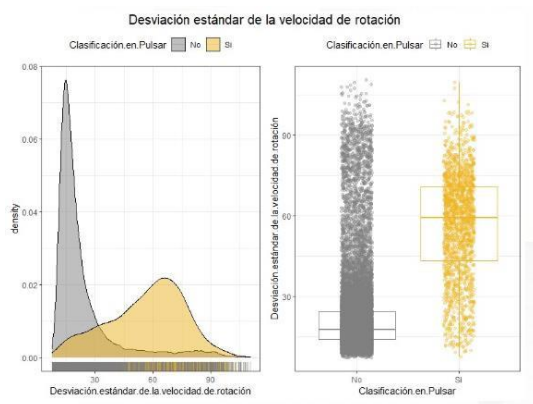 Desviación estándar de la velocidad de rotación
Clasificación.en.Pulsar No Si
0.08
0.06
0.04
0.02
0.00
density
30 60 90
Desviación.estándar.de.la.velocidad.de.rotación
Clasificación.en.Pulsar No Si
90
60
30
Desviación.estándar.de.la.velocidad.de.rotación
No Si
Clasificación.en.Pulsar